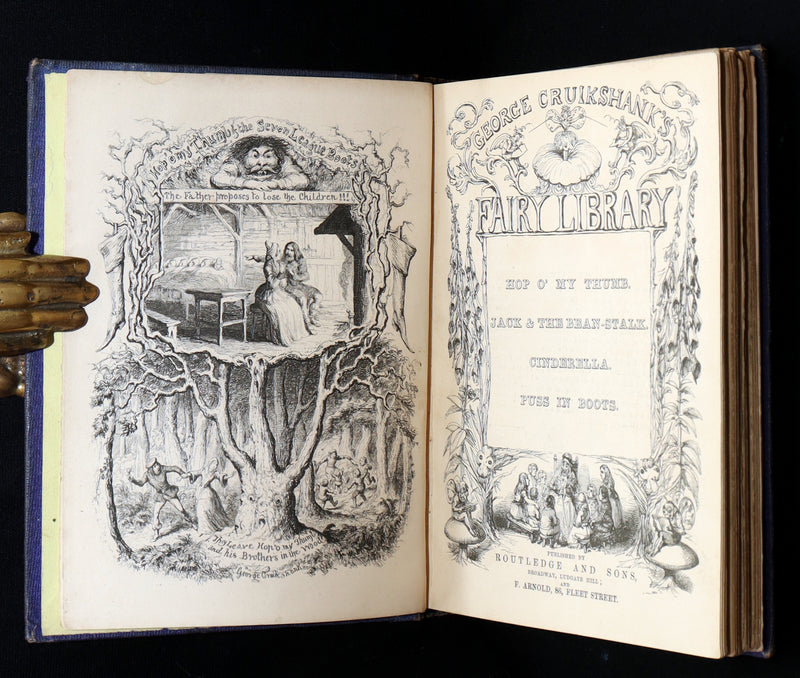 Hop o my Thumb & the Seven League Boots
The Father proposes to Lose the Children!!!
They Leave Hop o my Thumb
and his Brothers in the Wood
George Cruikshank
GEORGE CRUIKSHANK'S
FAIRY LIBRARY
HOP O' MY THUMB.
JACK & THE BEAN-STALK.
CINDERELLA.
PUSS IN BOOTS.
PUBLISHED BY
ROUTLEDGE AND SONS,
BROADWAY, LUDGATE HILL;
AND
F. ARNOLD, 86, FLEET STREET.